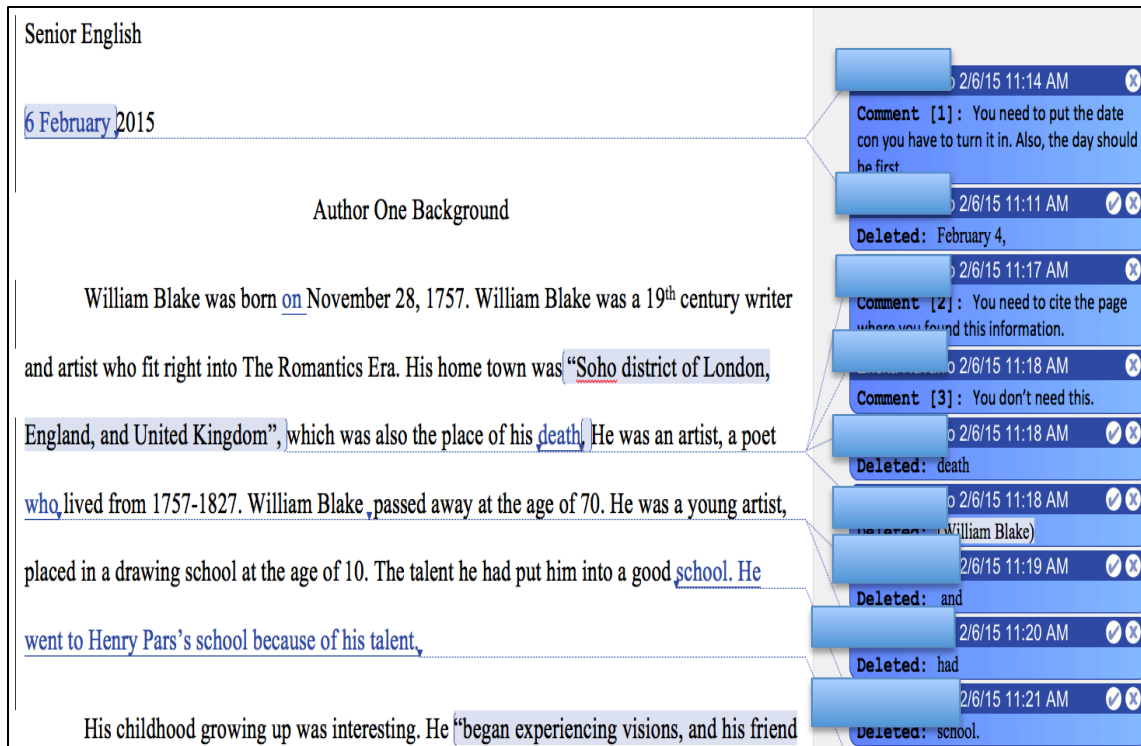 Senior English
6 February 2015
Author One Background
William Blake was born on November 28, 1757. William Blake was a 19th century writer
and artist who fit right into The Romantics Era. His home town was “Soho district of London,
England, and United Kingdom”, which was also the place of his death. He was an artist, a poet
who lived from 1757-1827. William Blake passed away at the age of 70. He was a young artist,
placed in a drawing school at the age of 10. The talent he had put him into a good school. He
went to Henry Pars’s school because of his talent.
His childhood growing up was interesting. He “began experiencing visions, and his friend
2/6/15 11:14 AM
Comment [1]: You need to put the date
con you have to turn it in. Also, the day should
be first.
2/6/15 11:11 AM
Deleted: February 4,
2/6/15 11:17 AM
Comment [2]: You need to cite the page
where you found this information.
2/6/15 11:18 AM
Comment [3]: You don’t need this.
2/6/15 11:18 AM
Deleted: death
2/6/15 11:18 AM
Deleted: (William Blake)
2/6/15 11:19 AM
Deleted: and
2/6/15 11:20 AM
Deleted: had
2/6/15 11:21 AM
Deleted: school.